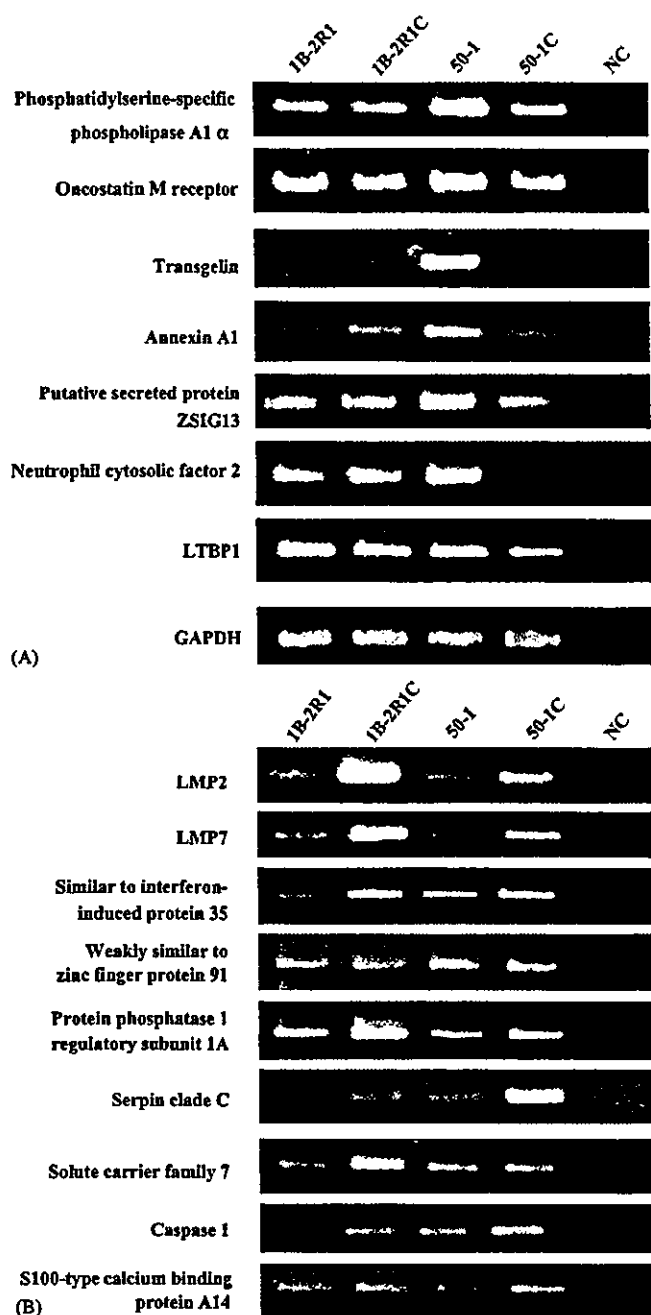 1B-2R1 1B-2R1C 50-1 50-1C NC
Phosphatidylserine-specific
phospholipase A1 α
Oncostatin M receptor
Transgelin
Annexin A1
Putative secreted protein
ZSIG13
Neutrophil cytosolic factor 2
LTBP1
GAPDH
(A)
1B-2R1 1B-2R1C 50-1 50-1C NC
LMP2
LMP7
Similar to interferon-
induced protein 35
Weakly similar to
zinc finger protein 91
Protein phosphatase 1
regulatory subunit 1A
Serpin clade C
Solute carrier family 7
Caspase 1
S100-type calcium binding
protein A14
(B)